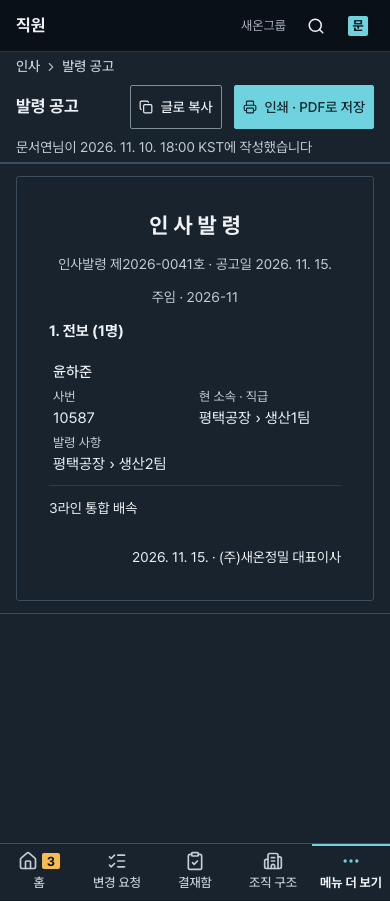 직원
새온그룹
문
인사 > 발령 공고
발령 공고
글로 복사
인쇄 · PDF로 저장
문서연님이 2026. 11. 10. 18:00 KST에 작성했습니다
인 사 발 령
인사발령 제2026-0041호 · 공고일 2026. 11. 15.
주임 · 2026-11
1. 전보 (1명)
윤하준
사번
현 소속 · 직급
10587
평택공장 › 생산1팀
발령 사항
평택공장 › 생산2팀
3라인 통합 배속
2026. 11. 15. · (주)새온정밀 대표이사
3
홈
변경 요청
결재함
조직 구조
메뉴 더 보기